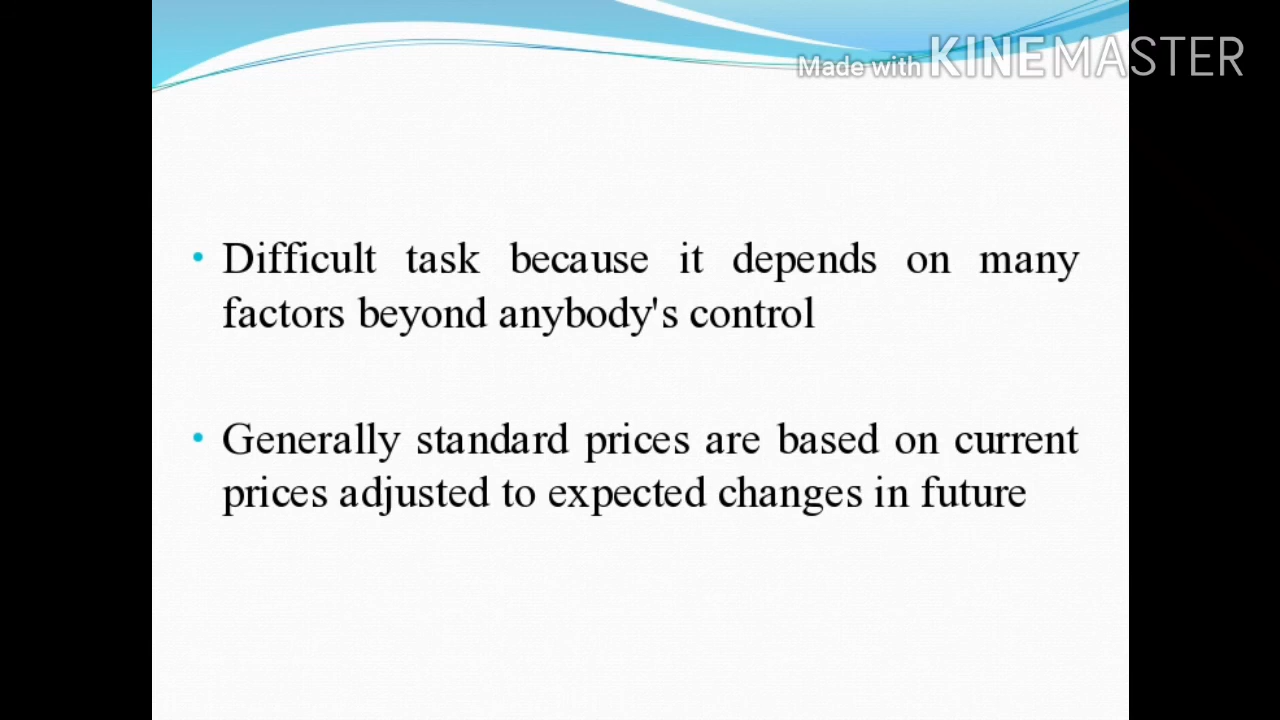 Made with KINEMASTER
• Difficult task because it depends on many
factors beyond anybody's control
• Generally standard prices are based on current
prices adjusted to expected changes in future